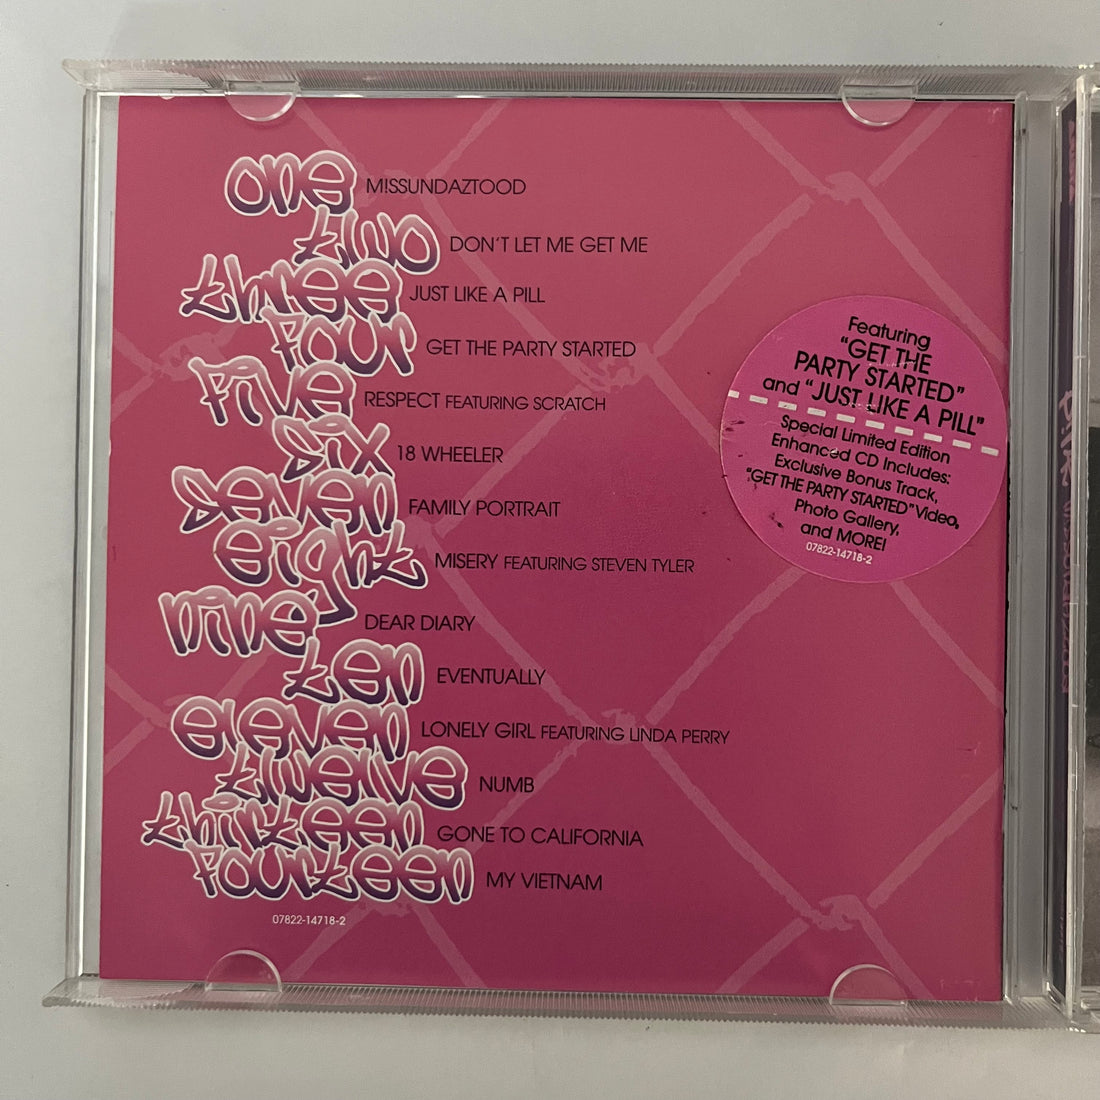 one MISSUNDAZTOOD
two DON'T LET ME GET ME
three JUST LIKE A PILL
four GET THE PARTY STARTED
five RESPECT FEATURING SCRATCH
six 18 WHEELER
seven FAMILY PORTRAIT
eight MISERY FEATURING STEVEN TYLER
nine DEAR DIARY
ten EVENTUALLY
eleven LONELY GIRL FEATURING LINDA PERRY
twelve NUMB
thirteen GONE TO CALIFORNIA
fourteen MY VIETNAM
07822-14718-2
Featuring
"GET THE
PARTY STARTED"
and "JUST LIKE A PILL"
Special Limited Edition
Enhanced CD Includes:
Exclusive Bonus Track,
"GET THE PARTY STARTED" Video,
Photo Gallery,
and MORE!
07822-14718-2